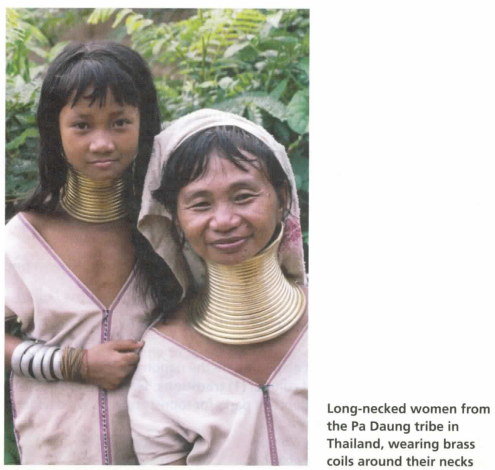 Long-necked women from
the Pa Daung tribe in
Thailand, wearing brass
coils around their necks